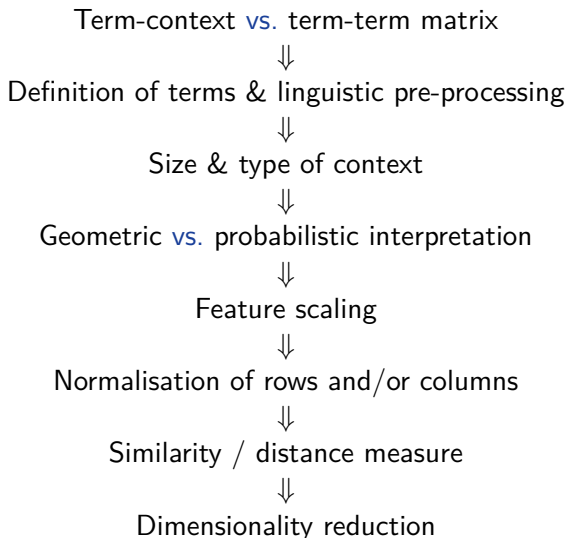 Term-context vs. term-term matrix
⇓
Definition of terms & linguistic pre-processing
⇓
Size & type of context
⇓
Geometric vs. probabilistic interpretation
⇓
Feature scaling
⇓
Normalisation of rows and/or columns
⇓
Similarity / distance measure
⇓
Dimensionality reduction